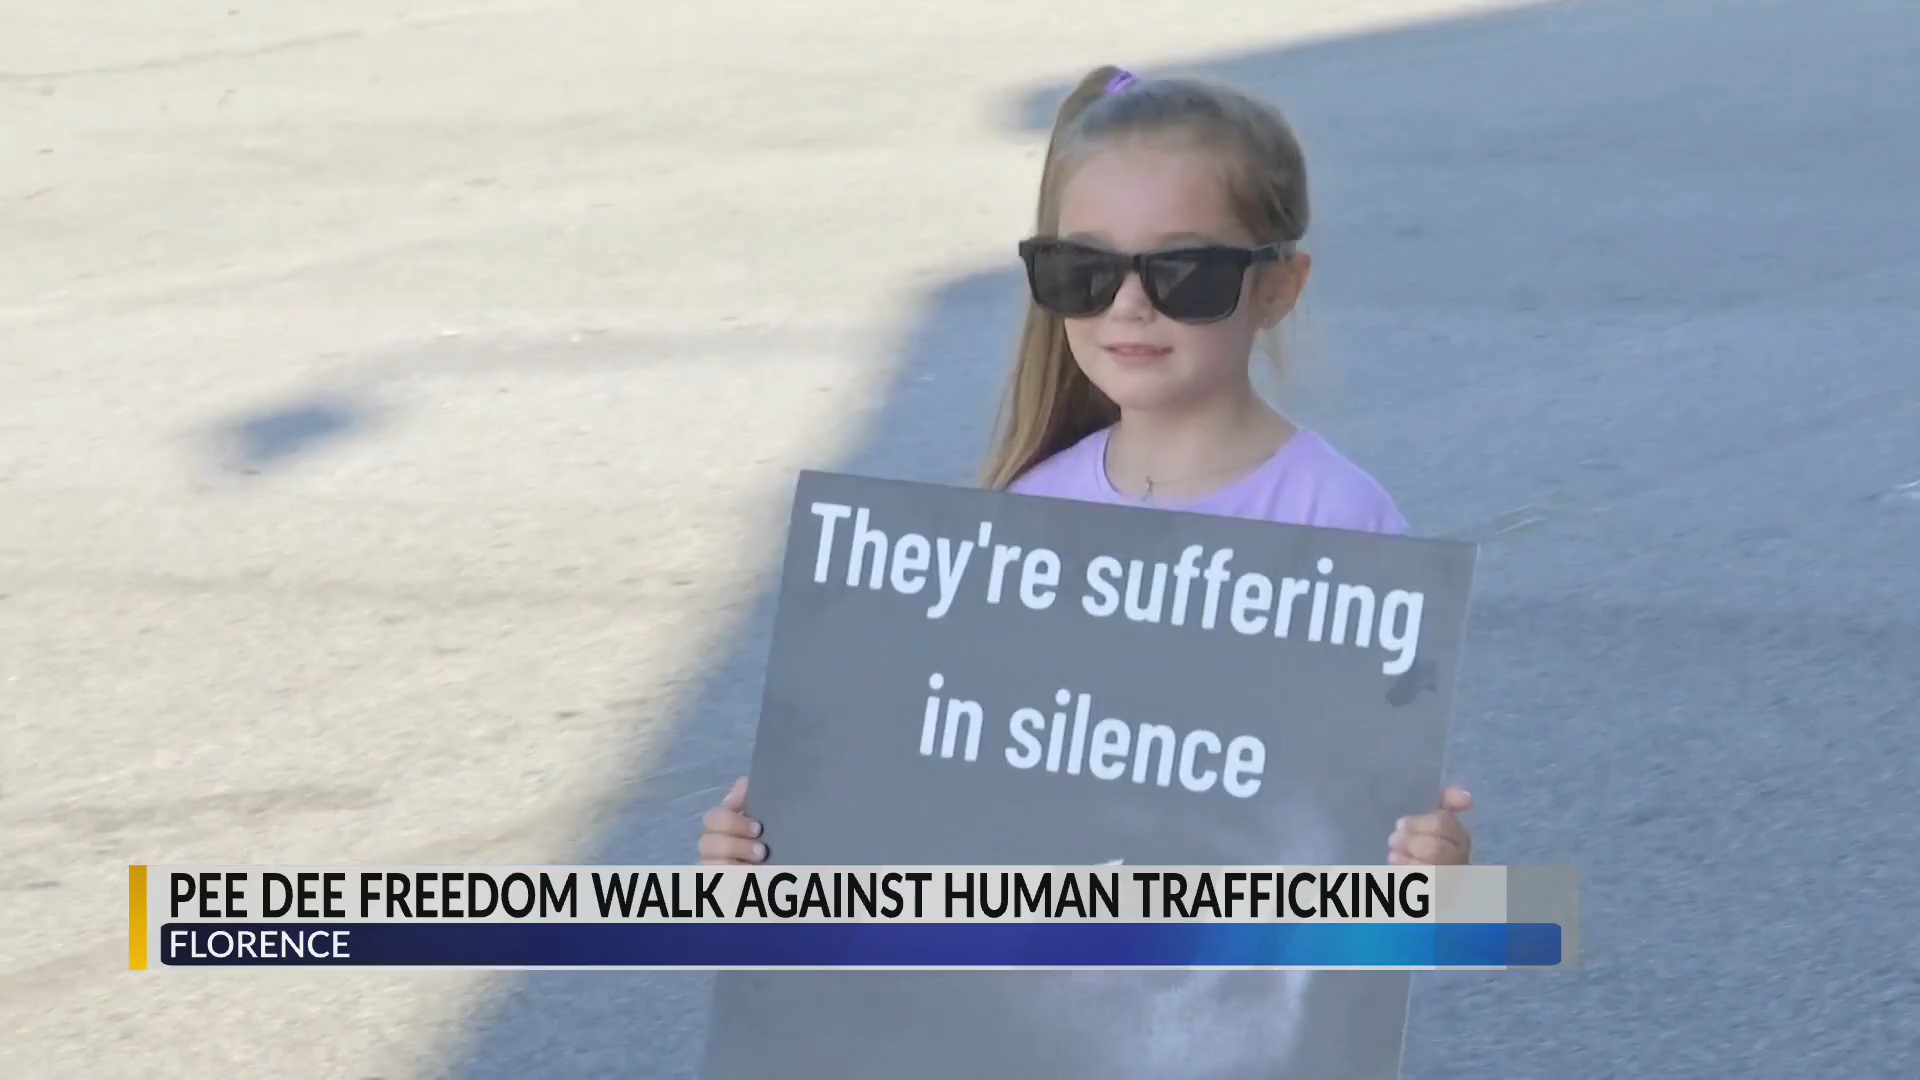 They're suffering
in silence
PEE DEE FREEDOM WALK AGAINST HUMAN TRAFFICKING
FLORENCE